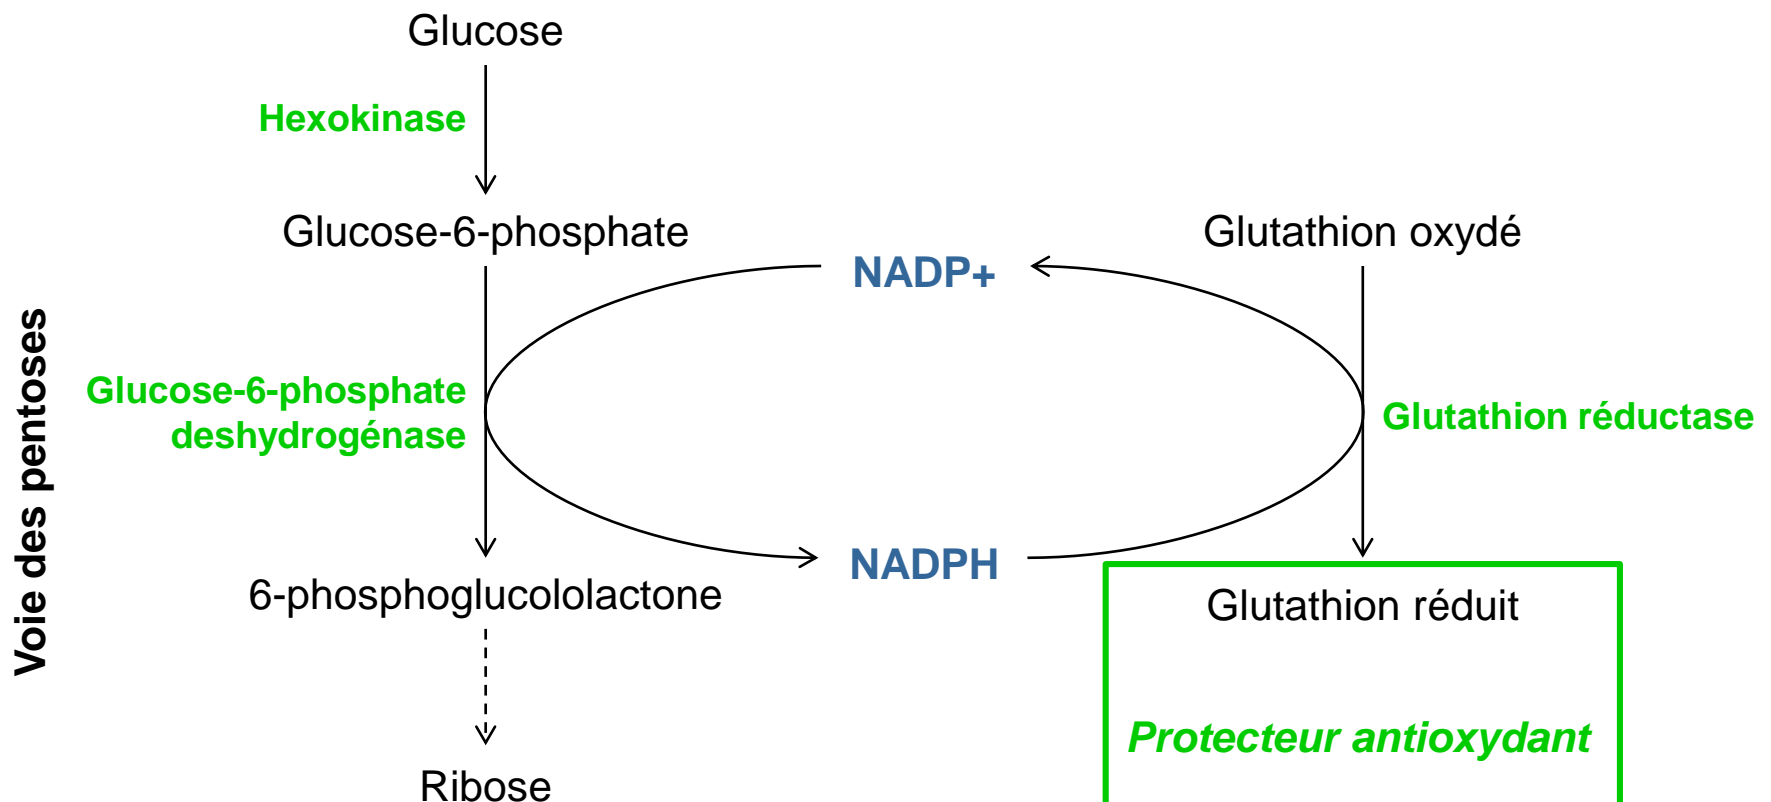 Glucose
Hexokinase
Glucose-6-phosphate
Glutathion oxydé
NADP+
Voie des pentoses
Glucose-6-phosphate
deshydrogénase
Glutathion réductase
NADPH
6-phosphoglucololactone
Glutathion réduit
Protecteur antioxydant
Ribose